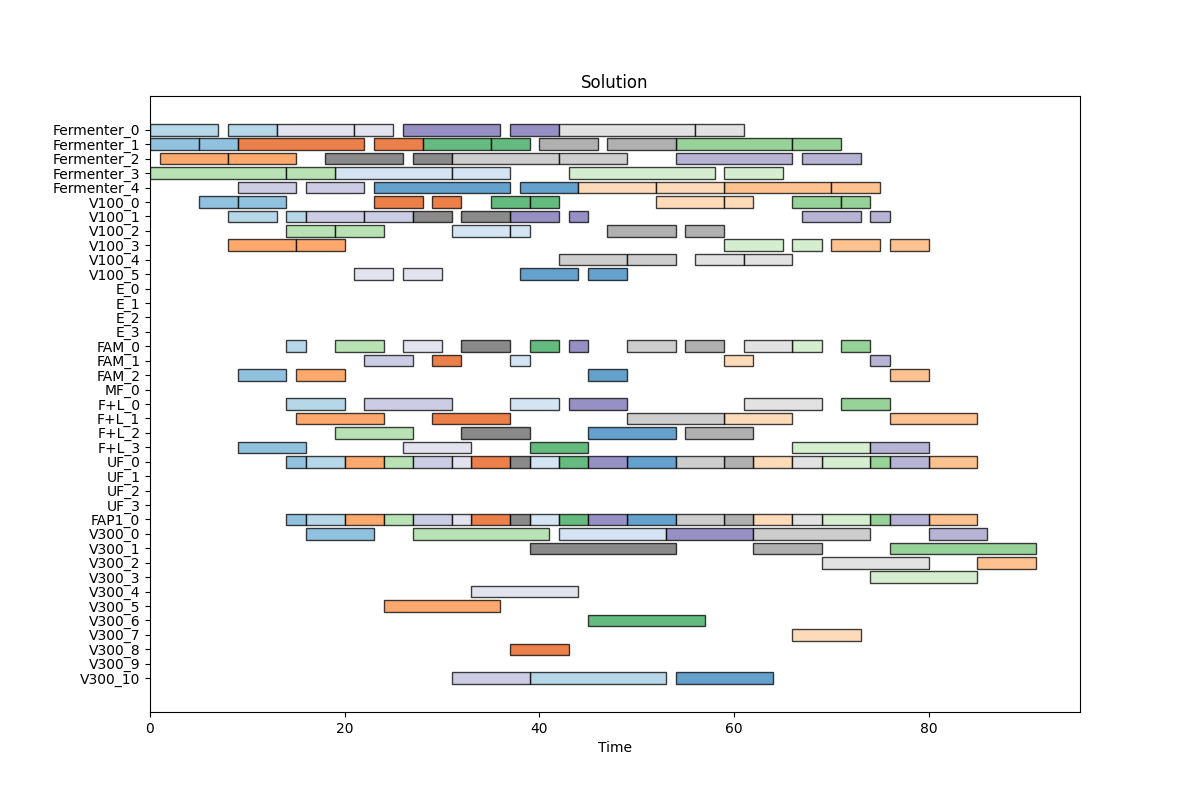 Solution
Fermenter_0
Fermenter_1
Fermenter_2
Fermenter_3
Fermenter_4
V100_0
V100_1
V100_2
V100_3
V100_4
V100_5
E_0
E_1
E_2
E_3
FAM_0
FAM_1
FAM_2
MF_0
F+L_0
F+L_1
F+L_2
F+L_3
UF_0
UF_1
UF_2
UF_3
FAP1_0
V300_0
V300_1
V300_2
V300_3
V300_4
V300_5
V300_6
V300_7
V300_8
V300_9
V300_10
0 20 40 60 80
Time